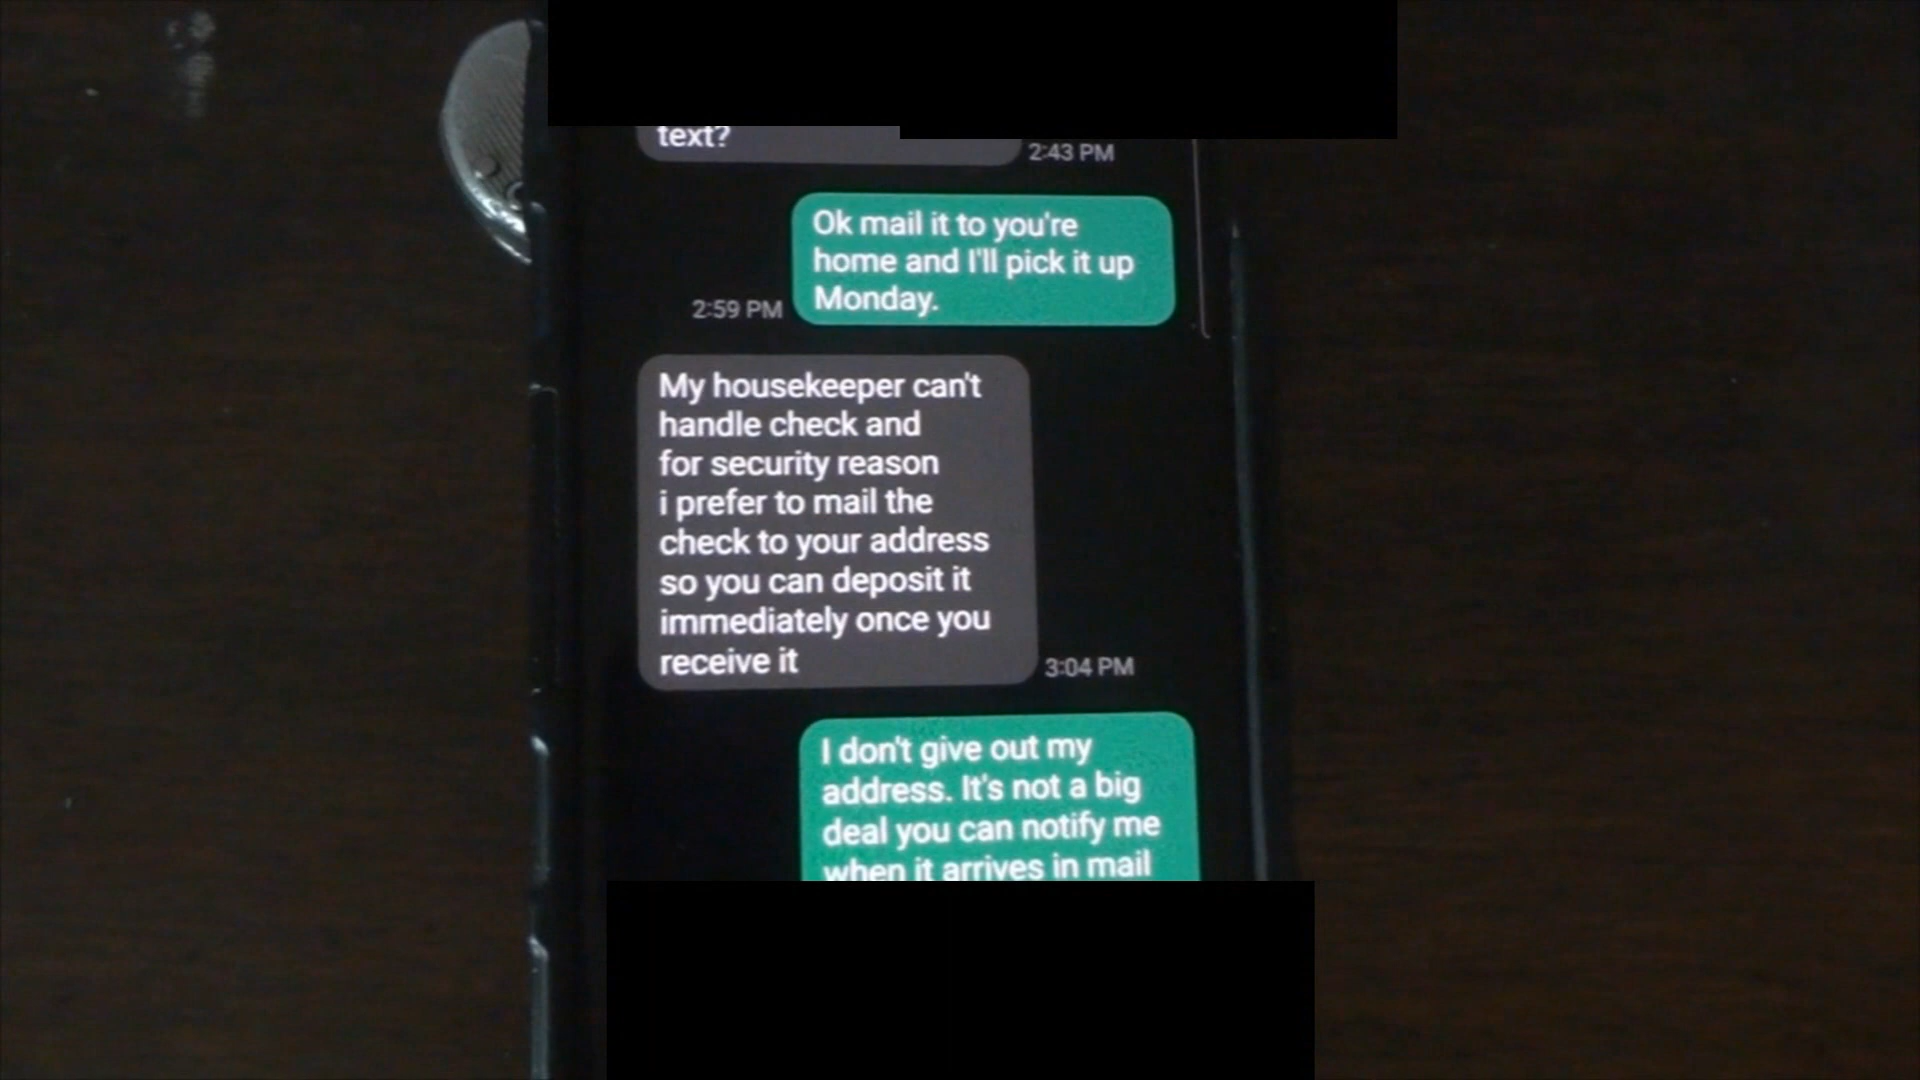 text?
2:43 PM
Ok mail it to you're
home and I'll pick it up
Monday.
2:59 PM
My housekeeper can't
handle check and
for security reason
i prefer to mail the
check to your address
so you can deposit it
immediately once you
receive it
3:04 PM
I don't give out my
address. It's not a big
deal you can notify me
when it arrives in mail